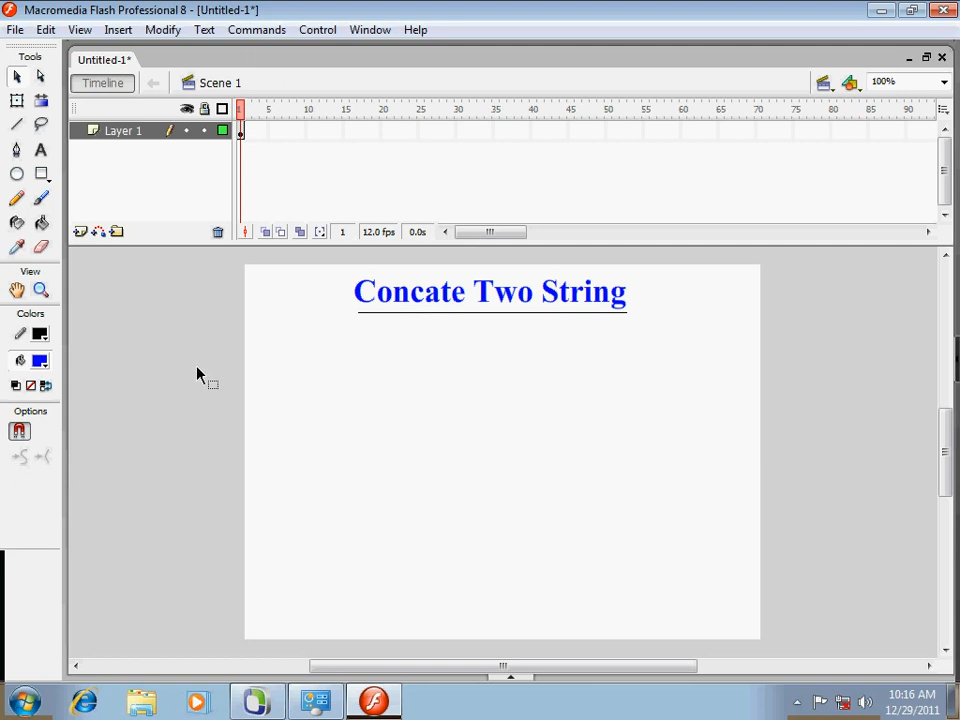 Macromedia Flash Professional 8 - [Untitled-1*]
File Edit View Insert Modify Text Commands Control Window Help
Tools
Untitled-1*
Timeline Scene 1 100%
1 5 10 15 20 25 30 35 40 45 50 55 60 65 70 75 80 85 90
Layer 1
1 12.0 fps 0.0s
View
Colors
Options
Concate Two String
10:16 AM
12/29/2011